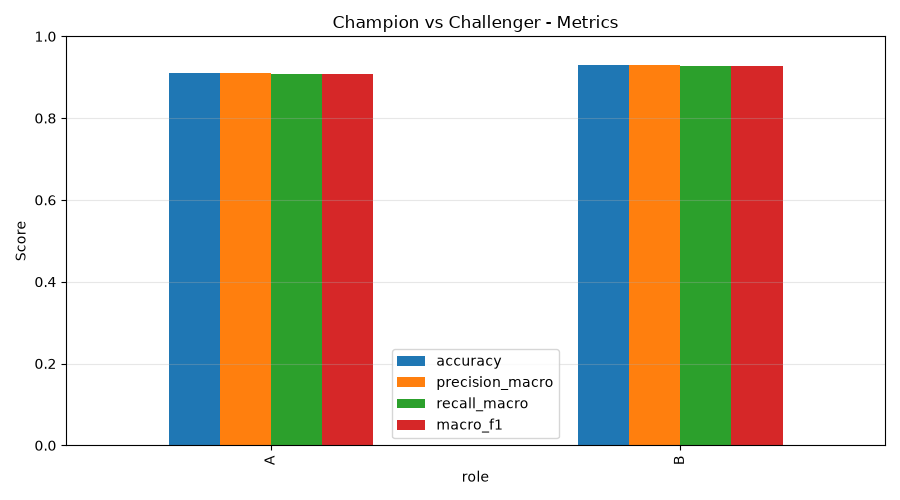 Champion vs Challenger - Metrics
1.0
0.8
0.6
0.4
0.2
0.0
Score
accuracy
precision_macro
recall_macro
macro_f1
A
B
role